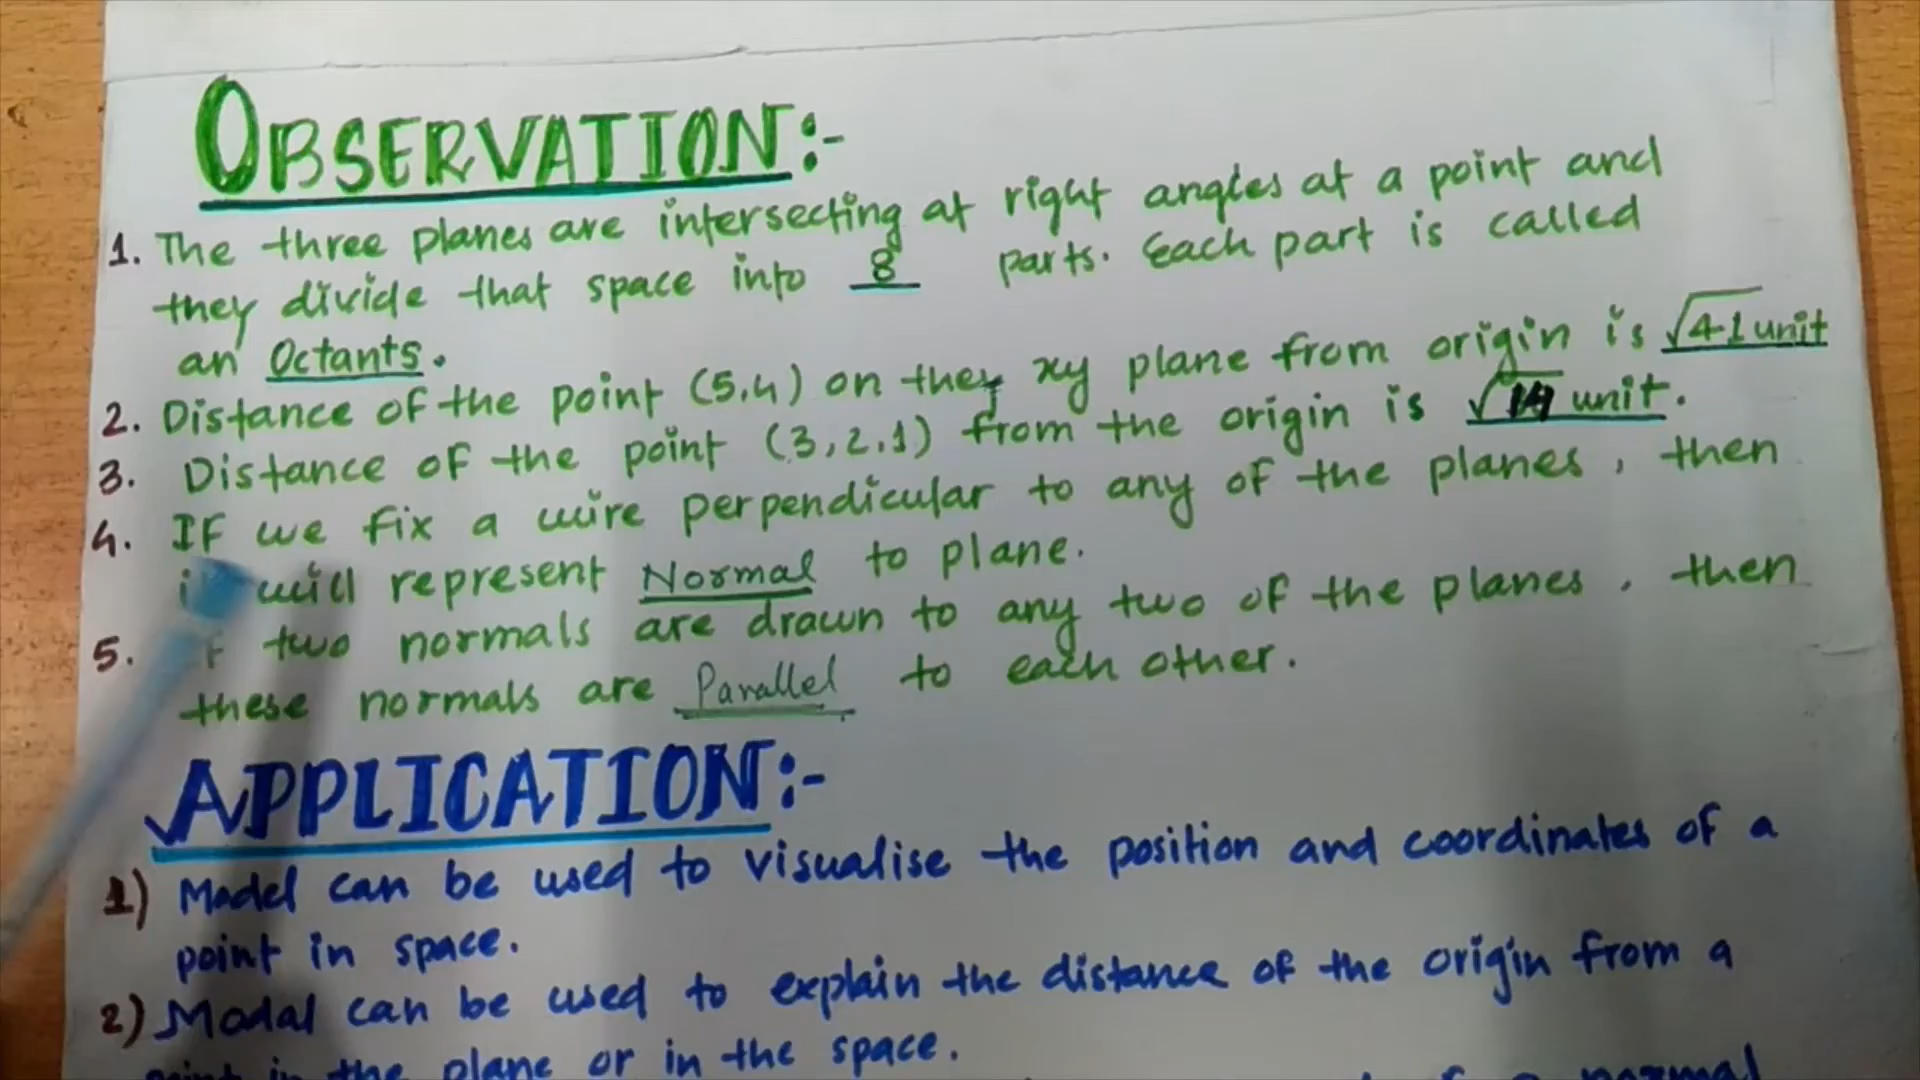 OBSERVATION:-
1. The three planes are intersecting at right angles at a point and
they divide that space into 8 parts. Each part is called
an Octants.
2. Distance of the point (5,4) on they xy plane from origin is √41 unit
3. Distance of the point (3,2,1) from the origin is √14 unit.
4. IF we fix a wire perpendicular to any of the planes, then
will represent Normal to plane.
5. two normals are drawn to any two of the planes, then
these normals are Parallel to each other.
APPLICATION:-
1) Model can be used to visualise the position and coordinates of a
point in space.
2) Modal can be used to explain the distance of the origin from a
point in the plane or in the space.
normal